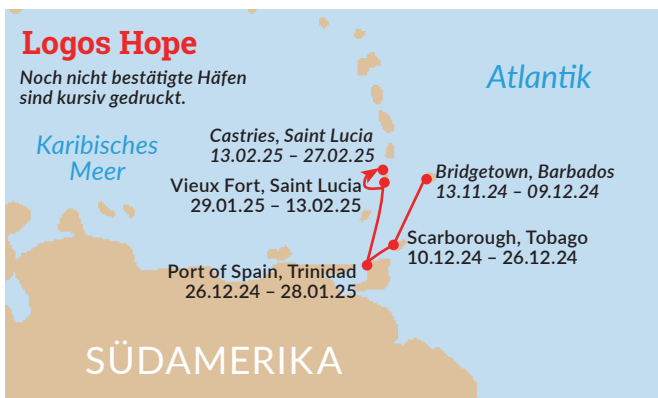 Logos Hope
Noch nicht bestätigte Häfen
sind kursiv gedruckt.
Atlantik
Karibisches
Meer
Castries, Saint Lucia
13.02.25 – 27.02.25
Vieux Fort, Saint Lucia
29.01.25 – 13.02.25
Bridgetown, Barbados
13.11.24 – 09.12.24
Scarborough, Tobago
10.12.24 – 26.12.24
Port of Spain, Trinidad
26.12.24 – 28.01.25
SÜDAMERIKA